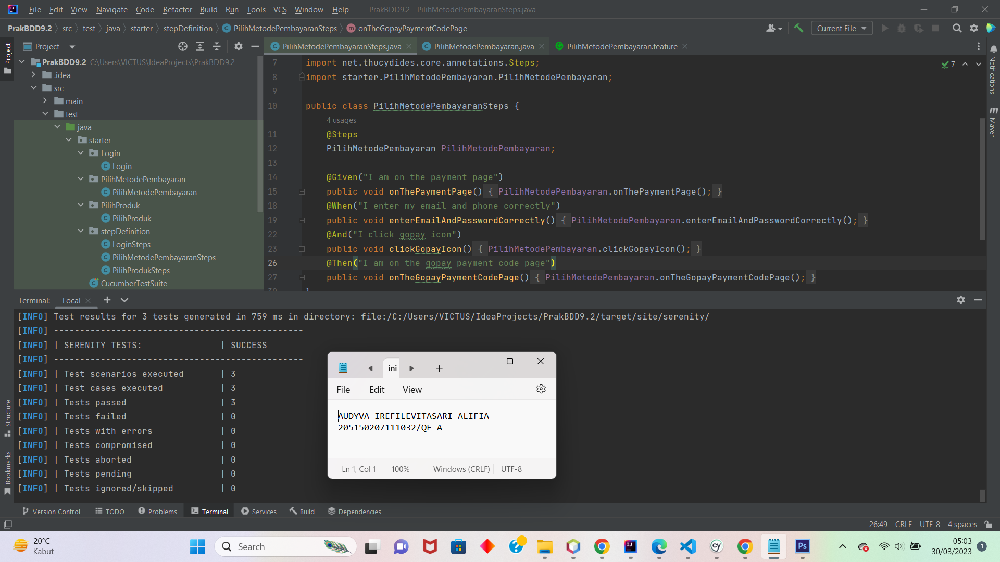 File Edit View Navigate Code Refactor Build Run Tools VCS Window Help PrakBDD9.2 - PilihMetodePembayaranSteps.java
PrakBDD9.2 src test java starter stepDefinition PilihMetodePembayaranSteps onTheGopayPaymentCodePage Current File
Project
PilihMetodePembayaranSteps.java PilihMetodePembayaran.java PilihMetodePembayaran.feature
Project
PrakBDD9.2 C:\Users\VICTUS\IdeaProjects\PrakBDD9.2
.idea
src
main
test
java
starter
Login
Login
PilihMetodePembayaran
PilihMetodePembayaran
PilihProduk
PilihProduk
stepDefinition
LoginSteps
PilihMetodePembayaranSteps
PilihProdukSteps
CucumberTestSuite
7 import net.thucydides.core.annotations.Steps;
8 import starter.PilihMetodePembayaran.PilihMetodePembayaran;
9
10 public class PilihMetodePembayaranSteps {
4 usages
11 @Steps
12 PilihMetodePembayaran PilihMetodePembayaran;
13
14 @Given("I am on the payment page")
15 public void onThePaymentPage() { PilihMetodePembayaran.onThePaymentPage(); }
18 @When("I enter my email and phone correctly")
19 public void enterEmailAndPasswordCorrectly() { PilihMetodePembayaran.enterEmailAndPasswordCorrectly(); }
22 @And("I click gopay icon")
23 public void clickGopayIcon() { PilihMetodePembayaran.clickGopayIcon(); }
26 @Then("I am on the gopay payment code page")
27 public void onTheGopayPaymentCodePage() { PilihMetodePembayaran.onTheGopayPaymentCodePage(); }
7
Notifications
Maven
Terminal: Local
[INFO] Test results for 3 tests generated in 759 ms in directory: file:/C:/Users/VICTUS/IdeaProjects/PrakBDD9.2/target/site/serenity/
[INFO] ------------------------------------------------
[INFO] | SERENITY TESTS: | SUCCESS
[INFO] ------------------------------------------------
[INFO] | Test scenarios executed | 3
[INFO] | Test cases executed | 3
[INFO] | Tests passed | 3
[INFO] | Tests failed | 0
[INFO] | Tests with errors | 0
[INFO] | Tests compromised | 0
[INFO] | Tests aborted | 0
[INFO] | Tests pending | 0
[INFO] | Tests ignored/skipped | 0
Structure
Bookmarks
ini
File Edit View
AUDYVA IREFILEVITASARI ALIFIA
205150207111032/QE-A
Ln 1, Col 1 100% Windows (CRLF) UTF-8
Version Control TODO Problems Terminal Services Build Dependencies
26:49 CRLF UTF-8 4 spaces
20°C
Kabut
Search
05:03
30/03/2023
1